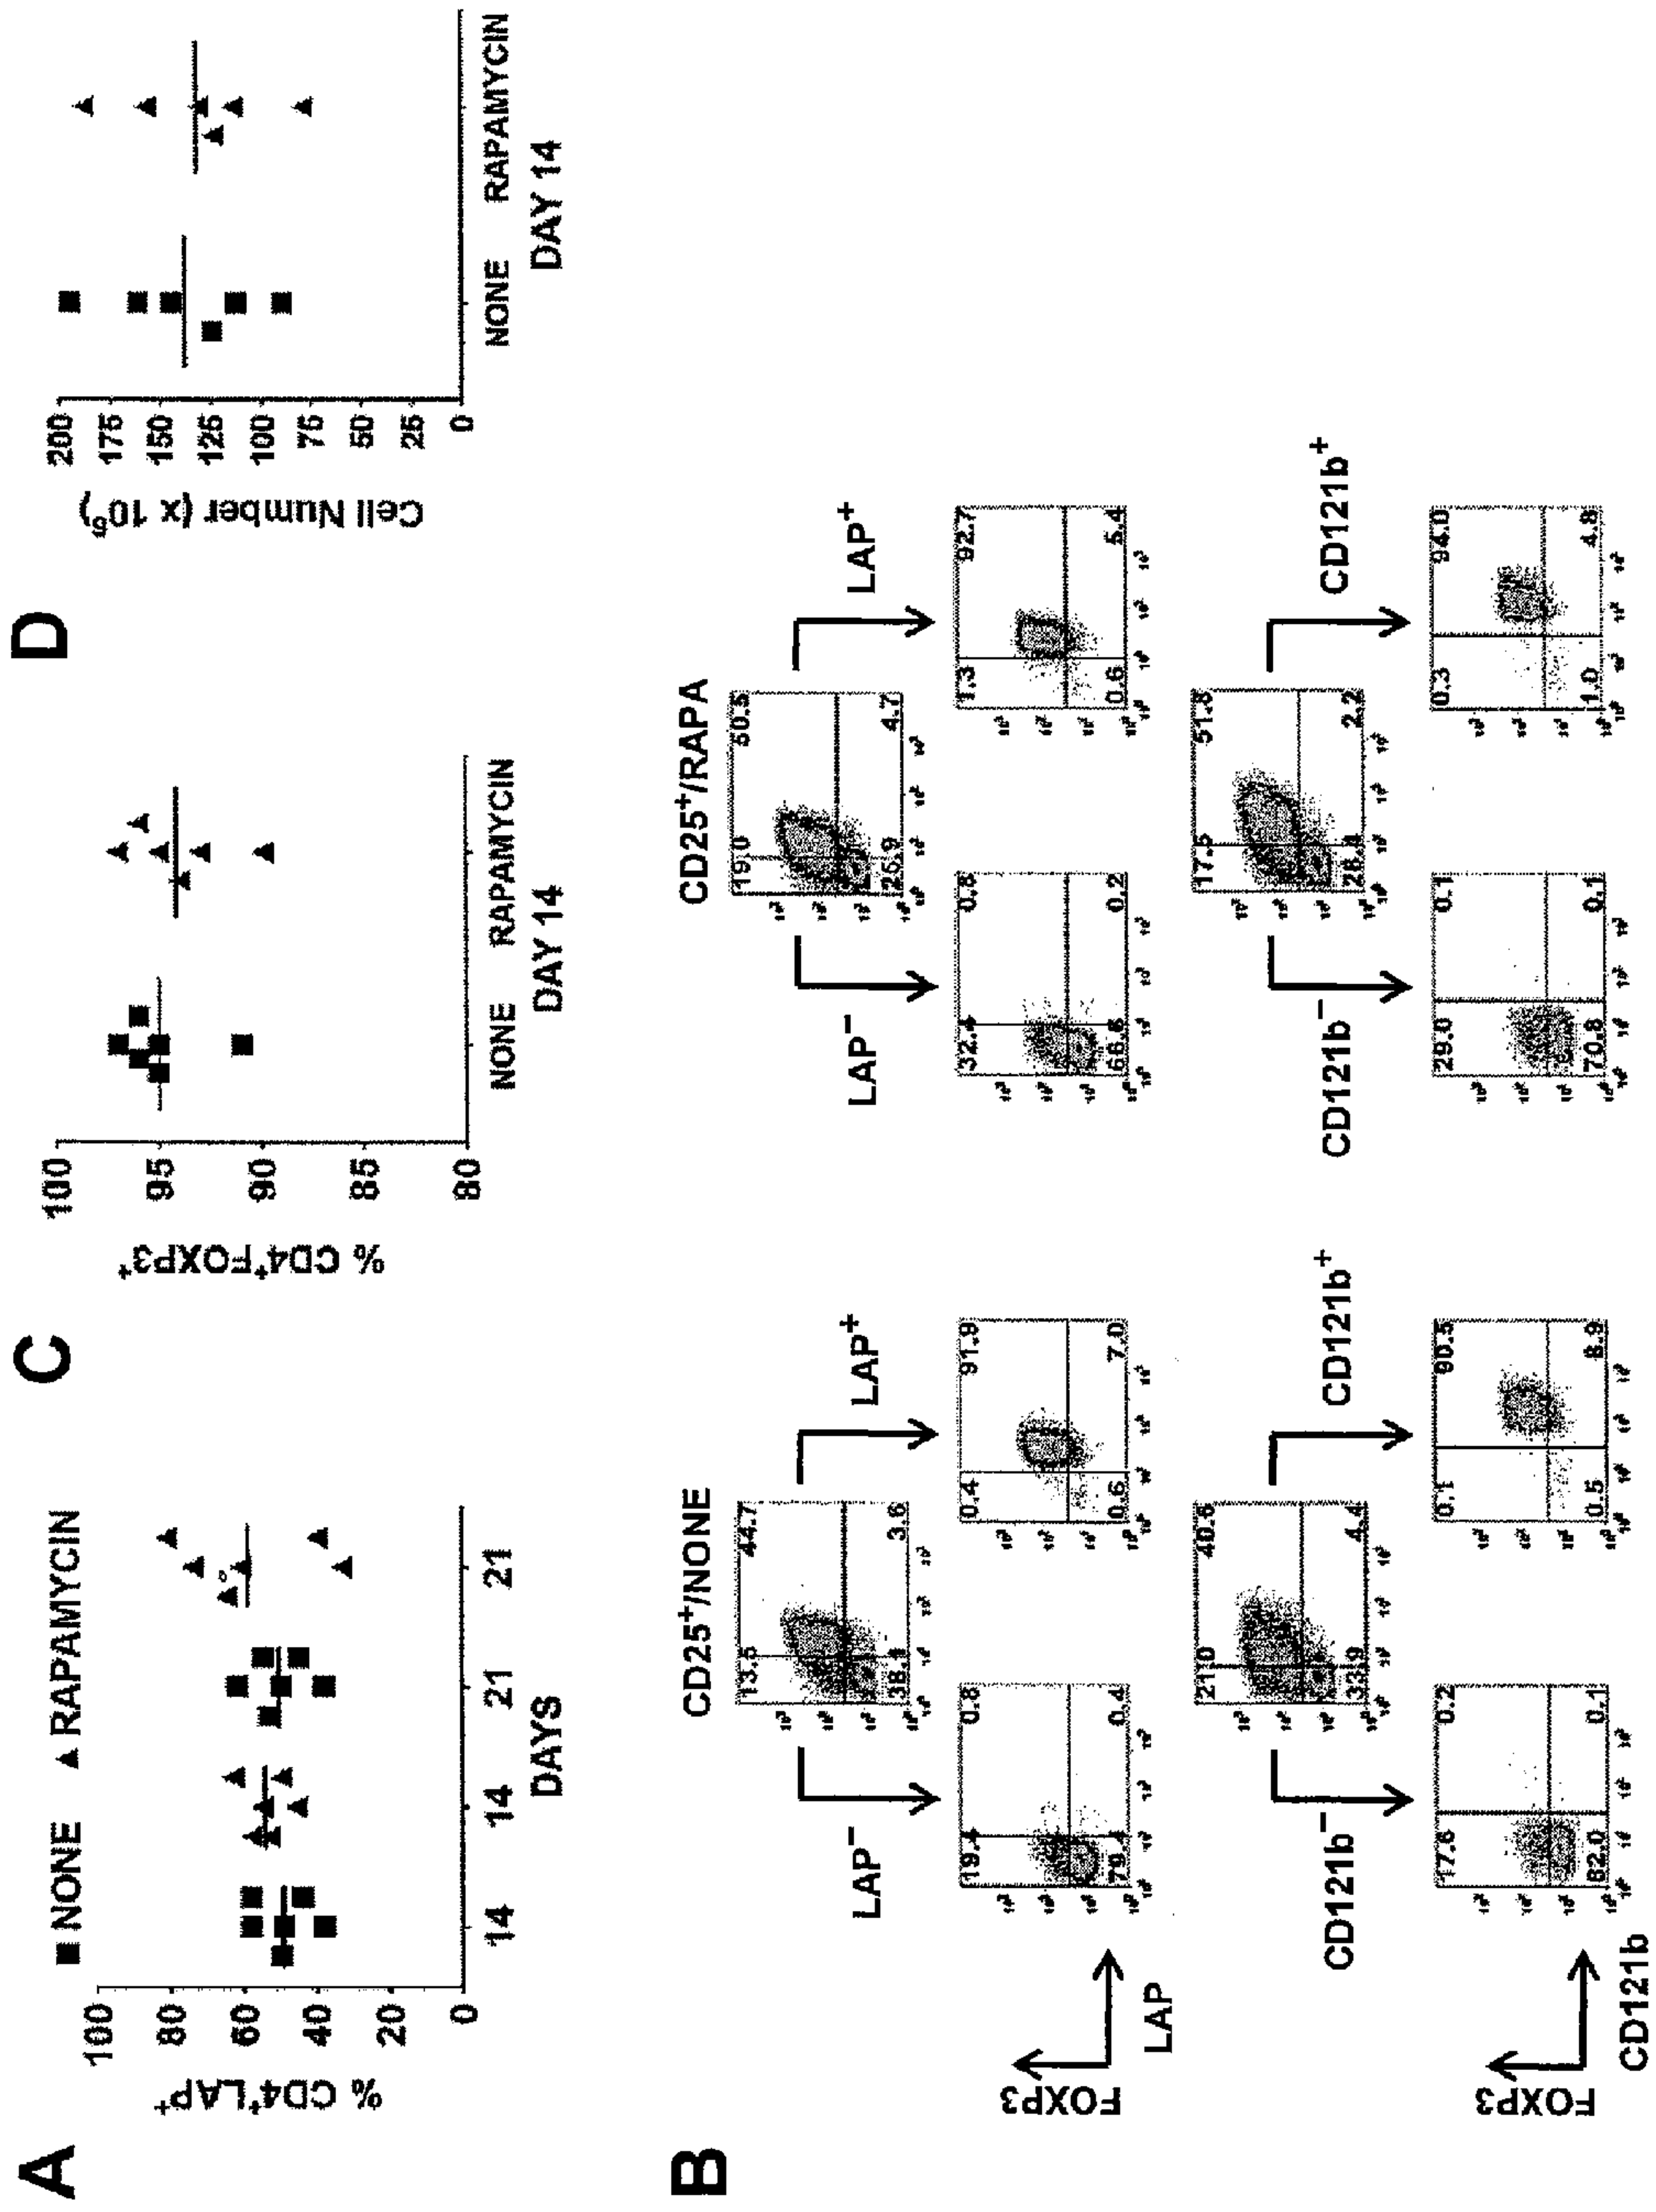 A
■ NONE ▲ RAPAMYCIN
% CD4+LAP+
100
80
60
40
20
0
14 14 21 21
DAYS
C
% CD4+FOXP3+
100
95
90
85
80
NONE RAPAMYCIN
DAY 14
D
Cell Number (x 10⁶)
200
175
150
125
100
75
50
25
0
NONE RAPAMYCIN
DAY 14
B
CD25+/NONE
13.5 44.7
38.1 3.6
LAP− LAP+
19.4 0.8
79.4 0.4
0.4 91.9
0.6 7.0
21.0 40.6
33.9 4.4
CD121b− CD121b+
17.6 0.2
82.0 0.1
0.1 90.5
0.5 8.9
CD25+/RAPA
19.0 50.5
25.9 4.7
LAP− LAP+
32.4 0.8
66.6 0.2
1.3 92.7
0.6 5.4
17.5 51.8
28.4 2.2
CD121b− CD121b+
29.0 0.1
70.8 0.1
0.3 94.0
1.0 4.8
FOXP3
LAP
FOXP3
CD121b